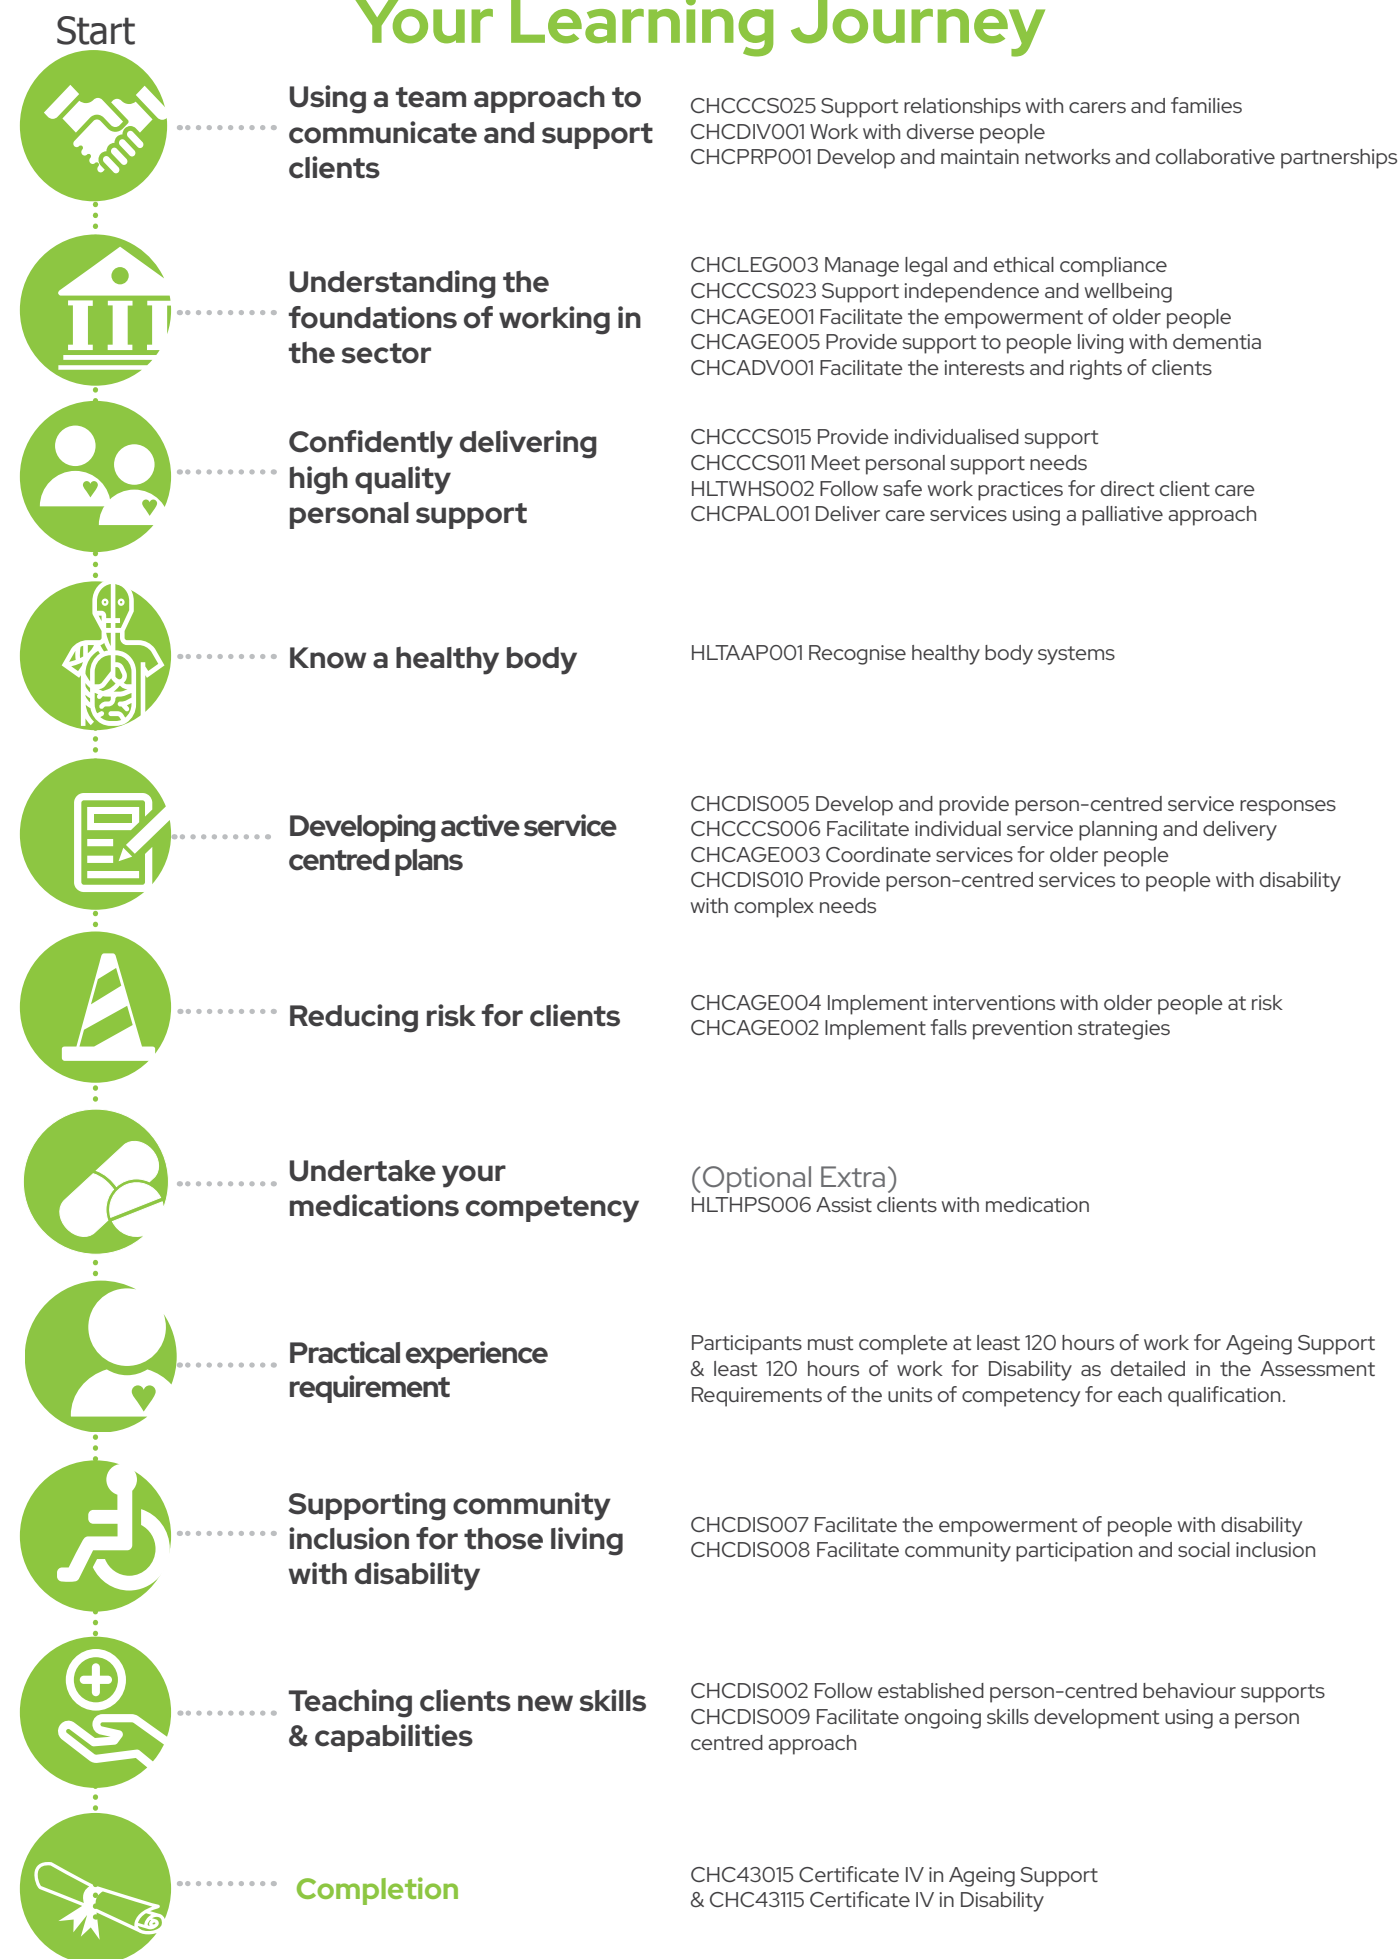 Your Learning Journey
Start
Using a team approach to
communicate and support
clients
CHCCCS025 Support relationships with carers and families
CHCDIV001 Work with diverse people
CHCPRP001 Develop and maintain networks and collaborative partnerships
Understanding the
foundations of working in
the sector
CHCLEG003 Manage legal and ethical compliance
CHCCCS023 Support independence and wellbeing
CHCAGE001 Facilitate the empowerment of older people
CHCAGE005 Provide support to people living with dementia
CHCADV001 Facilitate the interests and rights of clients
Confidently delivering
high quality
personal support
CHCCCS015 Provide individualised support
CHCCCS011 Meet personal support needs
HLTWHS002 Follow safe work practices for direct client care
CHCPAL001 Deliver care services using a palliative approach
Know a healthy body
HLTAAP001 Recognise healthy body systems
Developing active service
centred plans
CHCDIS005 Develop and provide person-centred service responses
CHCCCS006 Facilitate individual service planning and delivery
CHCAGE003 Coordinate services for older people
CHCDIS010 Provide person-centred services to people with disability
with complex needs
Reducing risk for clients
CHCAGE004 Implement interventions with older people at risk
CHCAGE002 Implement falls prevention strategies
Undertake your
medications competency
(Optional Extra)
HLTHPS006 Assist clients with medication
Practical experience
requirement
Participants must complete at least 120 hours of work for Ageing Support
& least 120 hours of work for Disability as detailed in the Assessment
Requirements of the units of competency for each qualification.
Supporting community
inclusion for those living
with disability
CHCDIS007 Facilitate the empowerment of people with disability
CHCDIS008 Facilitate community participation and social inclusion
Teaching clients new skills
& capabilities
CHCDIS002 Follow established person-centred behaviour supports
CHCDIS009 Facilitate ongoing skills development using a person
centred approach
Completion
CHC43015 Certificate IV in Ageing Support
& CHC43115 Certificate IV in Disability